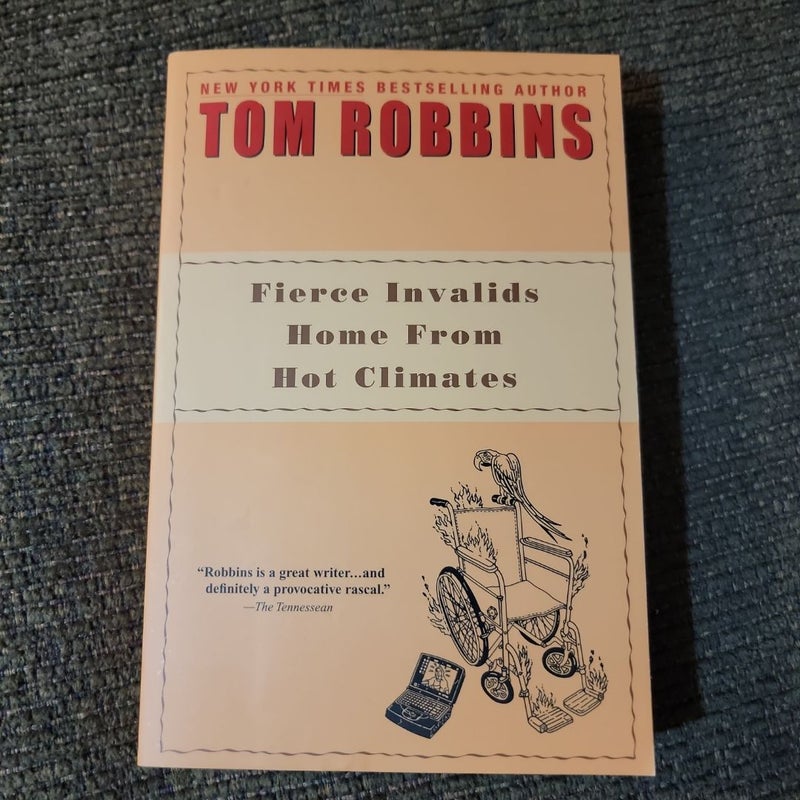 NEW YORK TIMES BESTSELLING AUTHOR
TOM ROBBINS
Fierce Invalids
Home From
Hot Climates
“Robbins is a great writer...and
definitely a provocative rascal.”
—The Tennessean